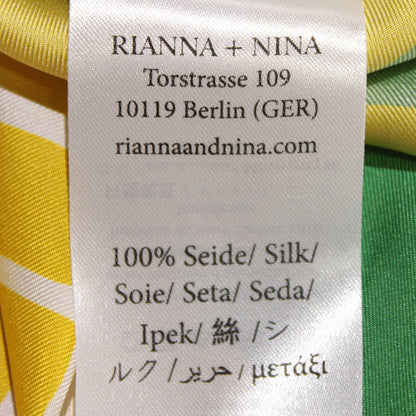 RIANNA + NINA
Torstrasse 109
10119 Berlin (GER)
riannaandnina.com
100% Seide/ Silk/
Soie/ Seta/ Seda/
Ipek/ 絲 /シ
ルク / حرير / μετάξι